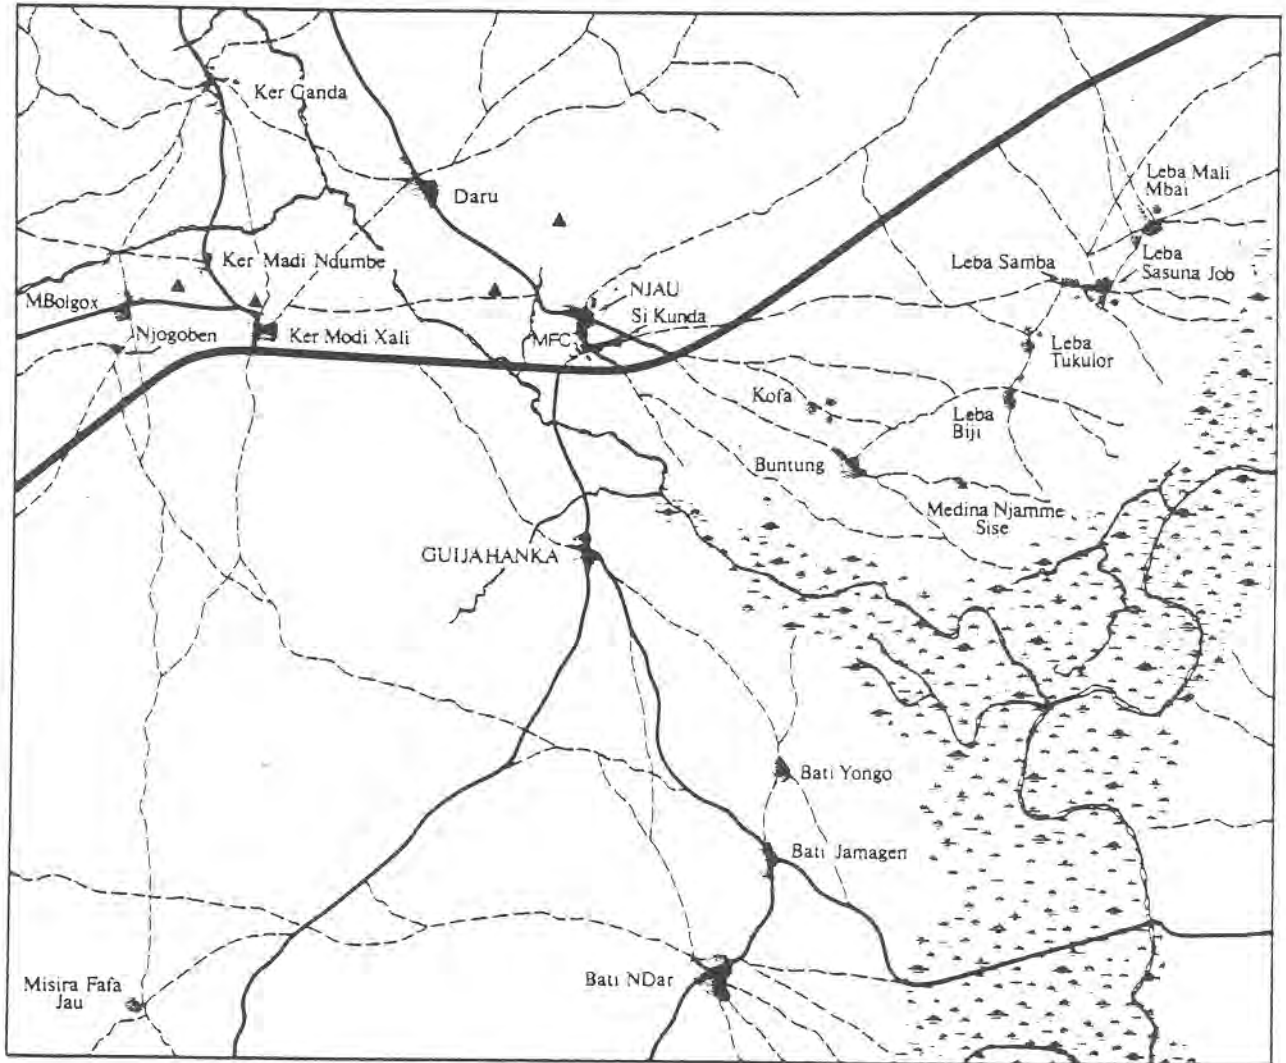 Ker Ganda
Leba Mali
Mbai
Daru
Ker Madi Ndumbe
Leba Samba
Leba
Sasuna Job
MBolgox
NJAU
Si Kunda
Njogoben
Ker Modi Xali
MFC
Leba
Tukulor
Kofa
Leba
Biji
Buntung
Medina Njamme
Sise
GUIJAHANKA
Bati Yongo
Bati Jamagen
Misira Fafa
Jau
Bati NDar